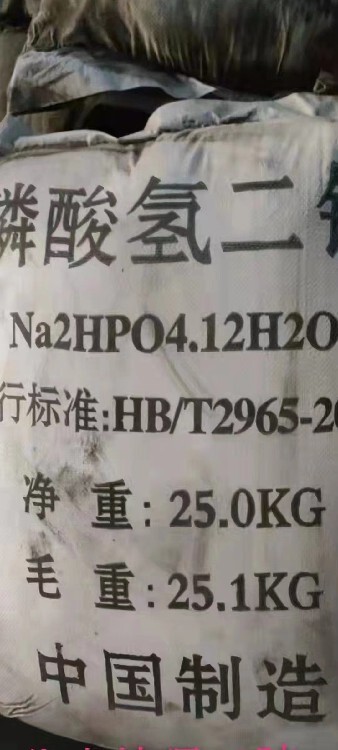 磷酸氢二钠
Na2HPO4.12H2O
行标准:HB/T2965-20
净 重: 25.0KG
毛 重: 25.1KG
中国制造